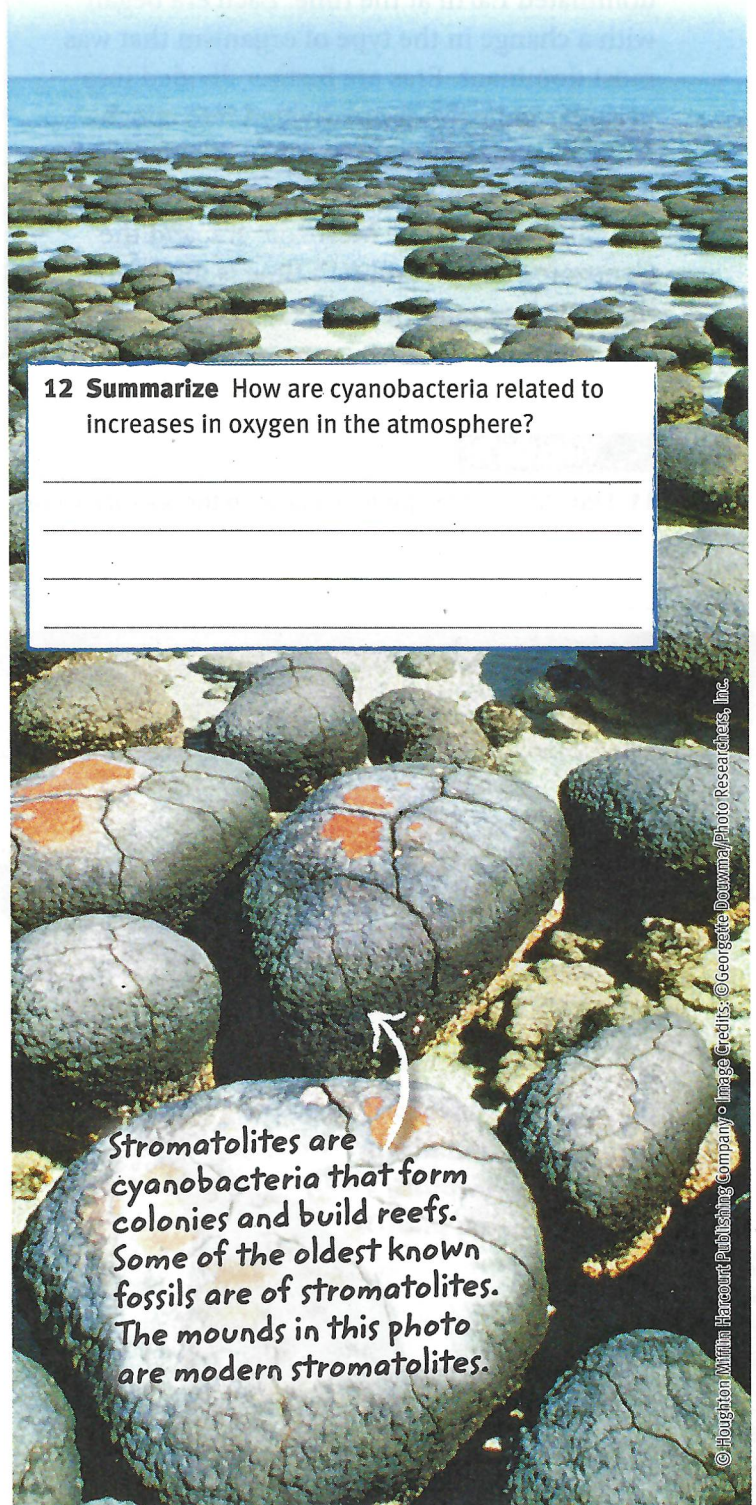 12 Summarize How are cyanobacteria related to
increases in oxygen in the atmosphere?
Stromatolites are
cyanobacteria that form
colonies and build reefs.
Some of the oldest known
fossils are of stromatolites.
The mounds in this photo
are modern stromatolites.
© Houghton Mifflin Harcourt Publishing Company • Image Credits: ©Georgette Douwma/Photo Researchers, Inc.